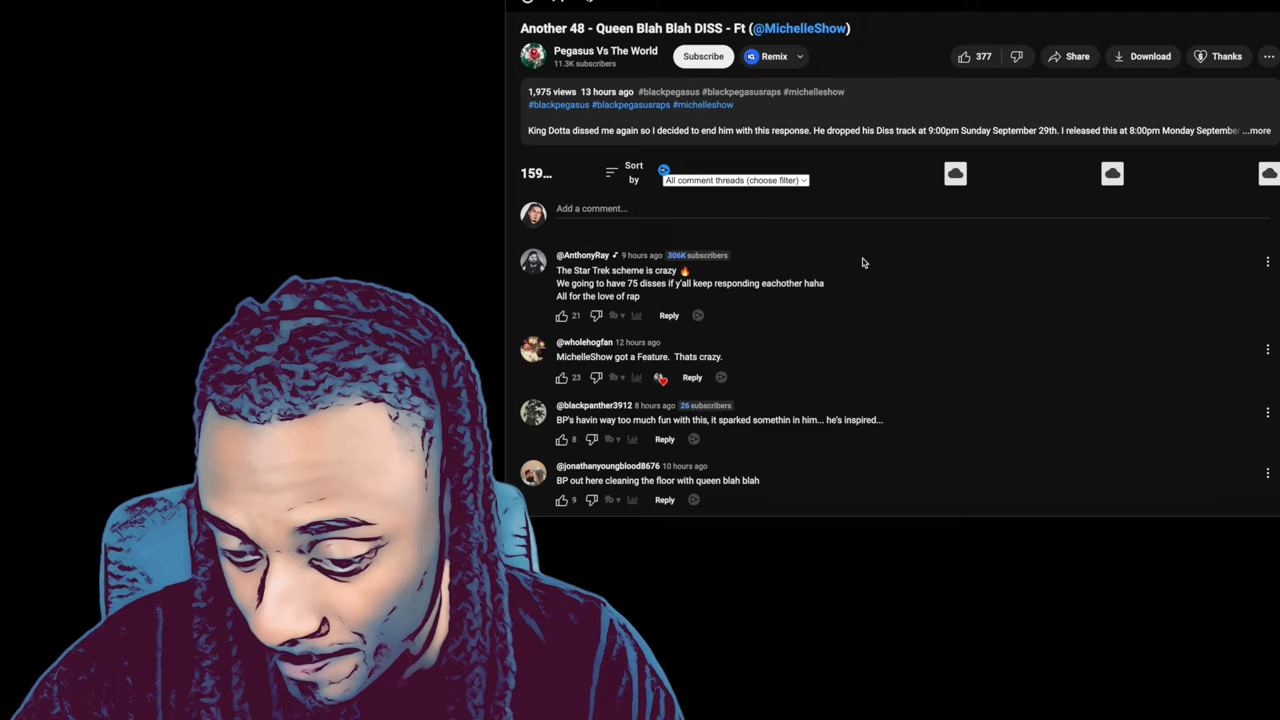 Another 48 - Queen Blah Blah DISS - Ft (@MichelleShow)
Pegasus Vs The World
11.3K subscribers
Subscribe
Remix
377
Share
Download
Thanks
1,975 views 13 hours ago #blackpegasus #blackpegasusraps #michelleshow
#blackpegasus #blackpegasusraps #michelleshow
King Dotta dissed me again so I decided to end him with this response. He dropped his Diss track at 9:00pm Sunday September 29th. I released this at 8:00pm Monday Septembe ...more
159...
Sort
by
All comment threads (choose filter)
Add a comment...
@AnthonyRay 9 hours ago 306K subscribers
The Star Trek scheme is crazy 🔥
We going to have 75 disses if y'all keep responding eachother haha
All for the love of rap
21
Reply
@wholehogfan 12 hours ago
MichelleShow got a Feature. Thats crazy.
23
Reply
@blackpanther3912 8 hours ago 26 subscribers
BP's havin way too much fun with this, it sparked somethin in him... he's inspired...
8
Reply
@jonathanyoungblood8676 10 hours ago
BP out here cleaning the floor with queen blah blah
9
Reply